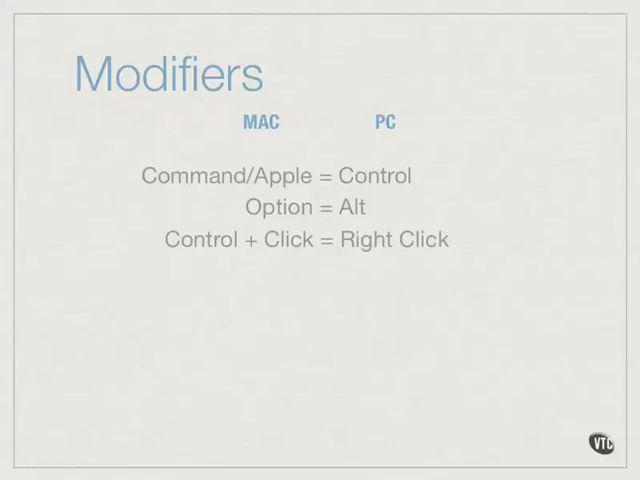 Modifiers
MAC PC
Command/Apple = Control
Option = Alt
Control + Click = Right Click
VTC